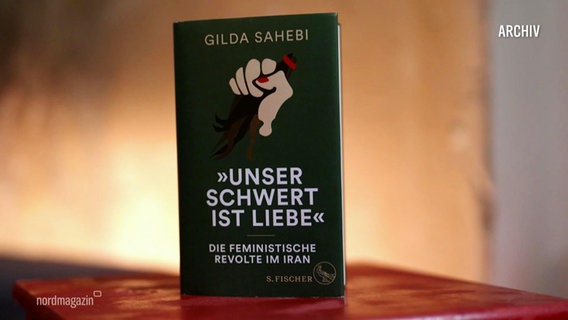 ARCHIV
GILDA SAHEBI
»UNSER
SCHWERT
IST LIEBE«
DIE FEMINISTISCHE
REVOLTE IM IRAN
S. FISCHER
nordmagazin